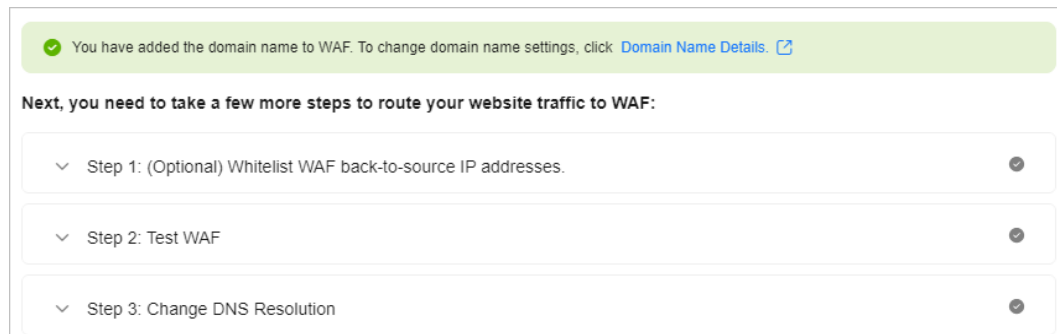 You have added the domain name to WAF. To change domain name settings, click Domain Name Details.
Next, you need to take a few more steps to route your website traffic to WAF:
Step 1: (Optional) Whitelist WAF back-to-source IP addresses.
Step 2: Test WAF
Step 3: Change DNS Resolution